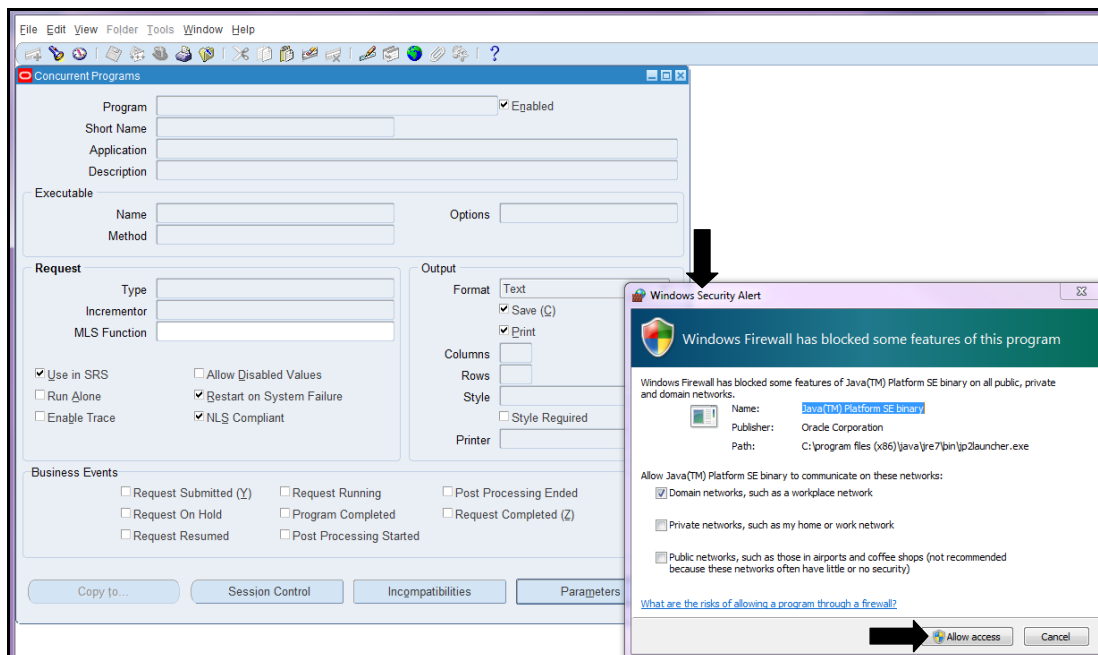 File Edit View Folder Tools Window Help
?
Concurrent Programs
Program
Enabled
Short Name
Application
Description
Executable
Name
Options
Method
Request
Type
Incrementor
MLS Function
Use in SRS
Allow Disabled Values
Run Alone
Restart on System Failure
Enable Trace
NLS Compliant
Output
Format Text
Save (C)
Print
Columns
Rows
Style
Style Required
Printer
Business Events
Request Submitted (Y) Request Running Post Processing Ended
Request On Hold Program Completed Request Completed (Z)
Request Resumed Post Processing Started
Copy to... Session Control Incompatibilities Parameters
Windows Security Alert
Windows Firewall has blocked some features of this program
Windows Firewall has blocked some features of Java(TM) Platform SE binary on all public, private
and domain networks.
Name: Java(TM) Platform SE binary
Publisher: Oracle Corporation
Path: C:\program files (x86)\java\jre7\bin\jp2launcher.exe
Allow Java(TM) Platform SE binary to communicate on these networks:
Domain networks, such as a workplace network
Private networks, such as my home or work network
Public networks, such as those in airports and coffee shops (not recommended
because these networks often have little or no security)
What are the risks of allowing a program through a firewall?
Allow access Cancel